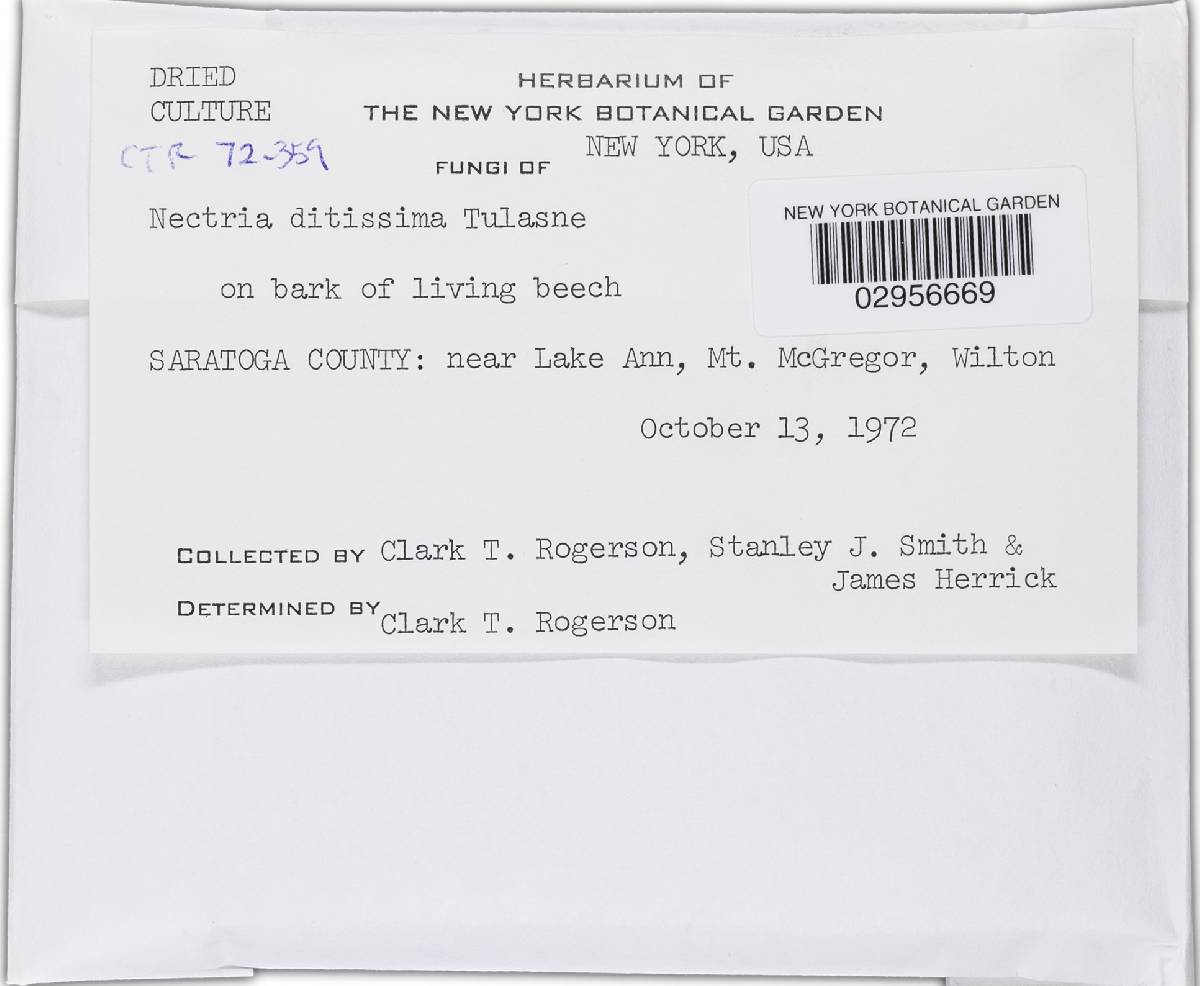 DRIED
CULTURE
CTR 72-359
HERBARIUM OF
THE NEW YORK BOTANICAL GARDEN
FUNGI OF NEW YORK, USA
Nectria ditissima Tulasne
on bark of living beech
SARATOGA COUNTY: near Lake Ann, Mt. McGregor, Wilton
October 13, 1972
COLLECTED BY Clark T. Rogerson, Stanley J. Smith &
James Herrick
DETERMINED BY Clark T. Rogerson
NEW YORK BOTANICAL GARDEN
02956669